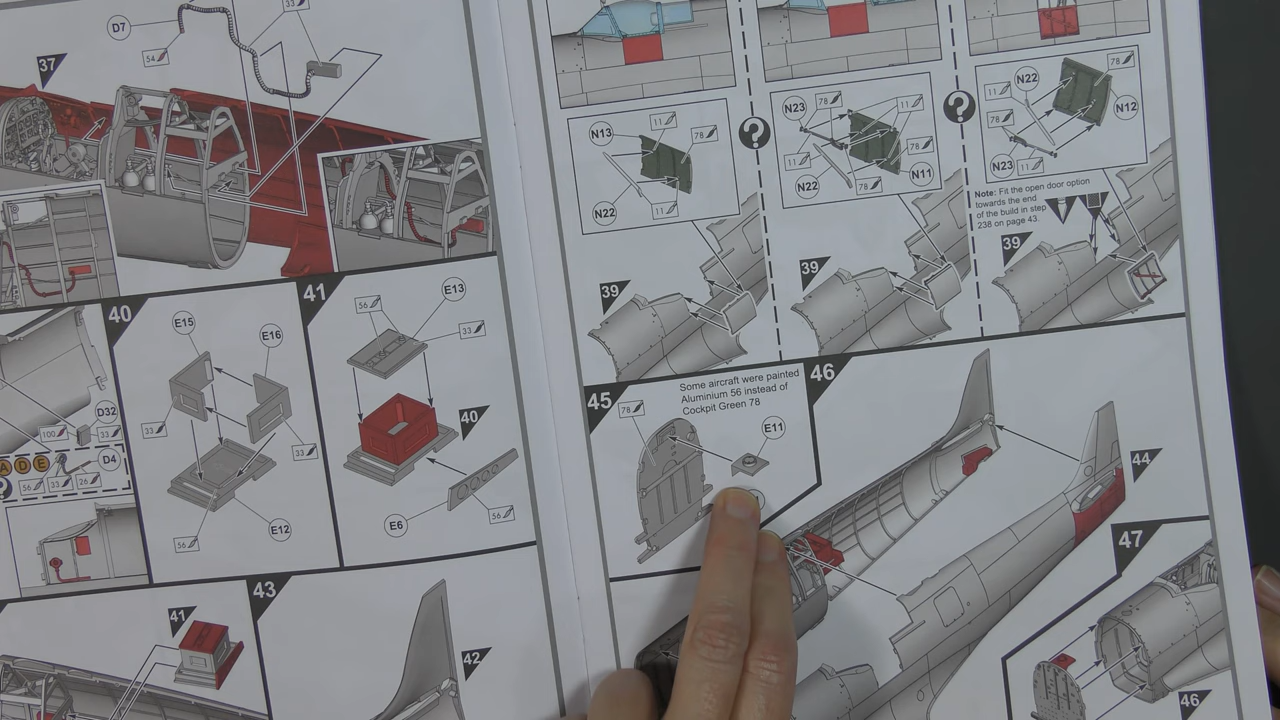 D7
33
54
37
40
E15
E16
33
33
E12
56
D32
100
33
A D E
D4
?
56
33
26
41
56
E13
33
40
E6
56
41
43
42
N13
11
78
N22
11
?
N23
78
11
11
N22
78
78
N11
?
N22
78
11
78
N12
N23
11
Note: Fit the open door option
towards the end
of the build in step
238 on page 43.
39
39
39
45
Some aircraft were painted
Aluminium 56 instead of
Cockpit Green 78
78
E11
46
44
47
46